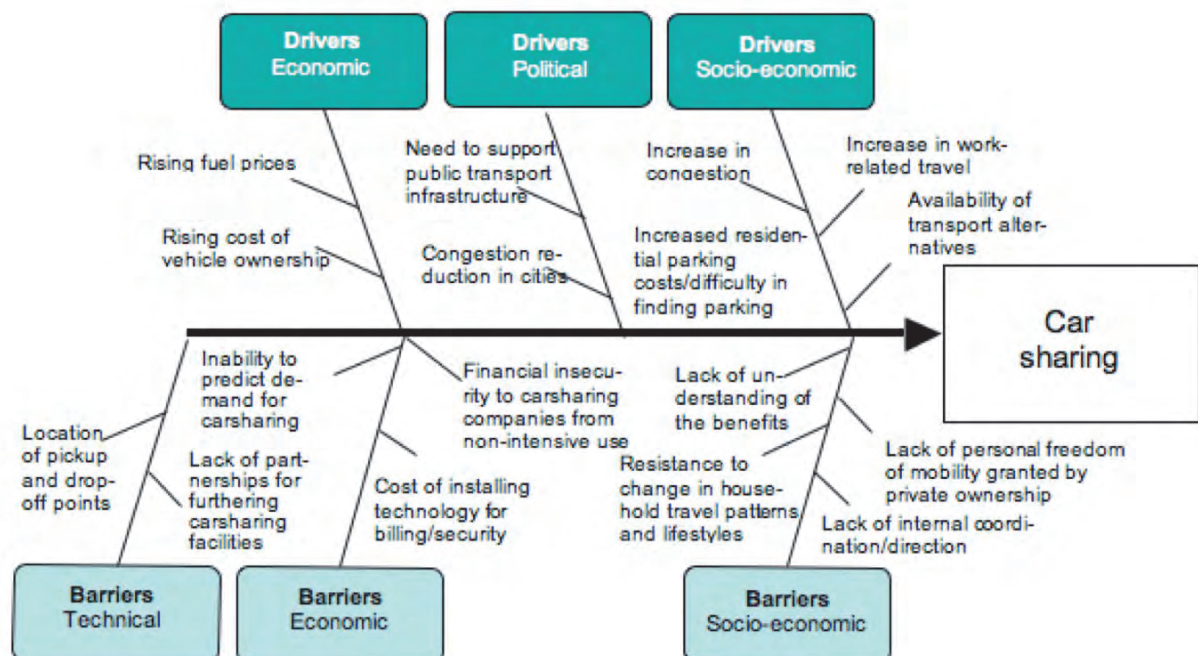 Drivers
Economic
Drivers
Political
Drivers
Socio-economic
Rising fuel prices
Rising cost of
vehicle ownership
Need to support
public transport
infrastructure
Congestion re-
duction in cities
Increase in
congestion
Increased residen-
tial parking
costs/difficulty in
finding parking
Increase in work-
related travel
Availability of
transport alter-
natives
Car
sharing
Location
of pickup
and drop-
off points
Inability to
predict de-
mand for
carsharing
Lack of part-
nerships for
furthering
carsharing
facilities
Financial insecu-
rity to carsharing
companies from
non-intensive use
Cost of installing
technology for
billing/security
Lack of un-
derstanding of
the benefits
Resistance to
change in house-
hold travel patterns
and lifestyles
Lack of personal freedom
of mobility granted by
private ownership
Lack of internal coordi-
nation/direction
Barriers
Technical
Barriers
Economic
Barriers
Socio-economic